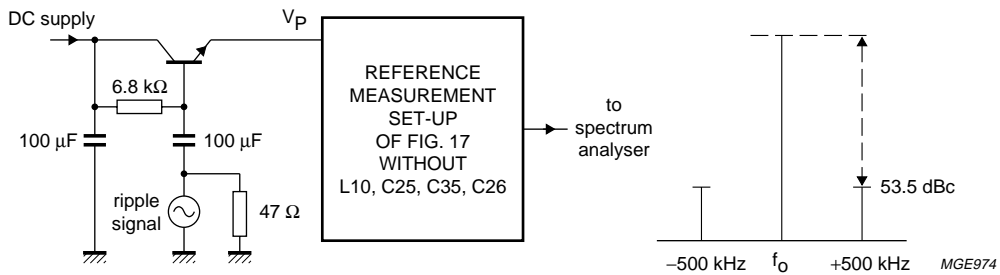 DC supply
V_P
6.8 kΩ
100 µF
100 µF
ripple
signal
47 Ω
REFERENCE
MEASUREMENT
SET-UP
OF FIG. 17
WITHOUT
L10, C25, C35, C26
to
spectrum
analyser
53.5 dBc
−500 kHz
f_o
+500 kHz
MGE974